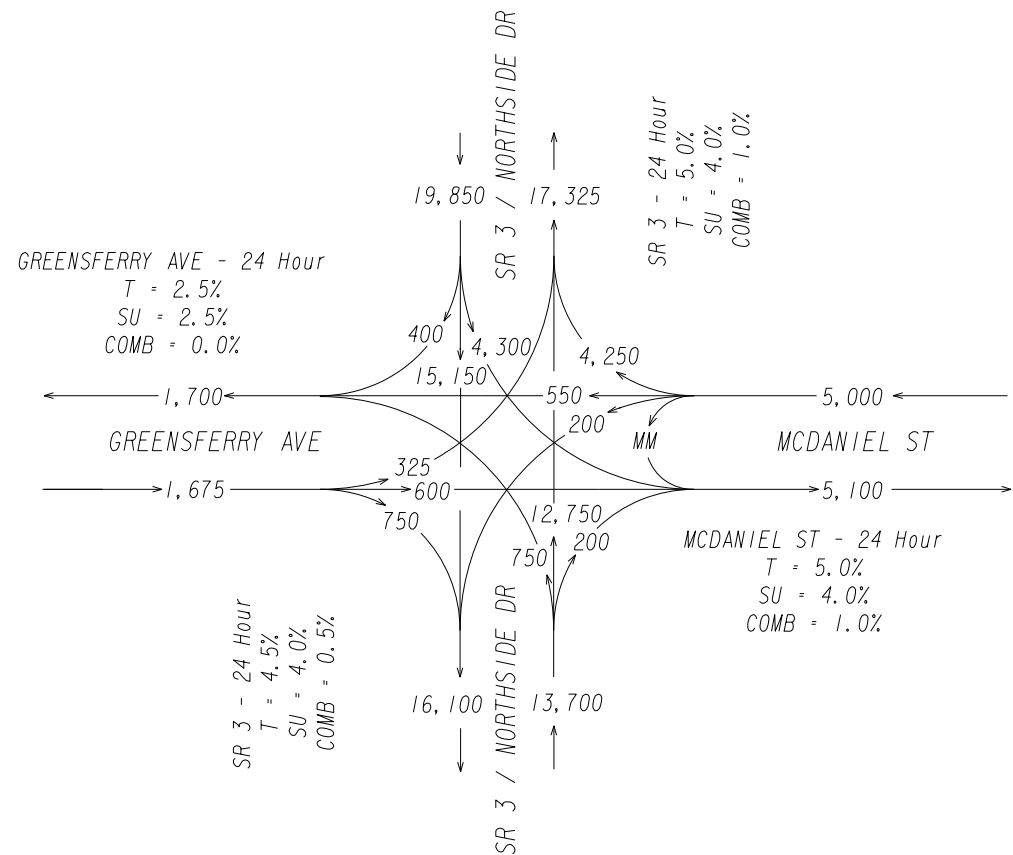 SR 3 / NORTHSIDE DR
19,850
17,325
SR 3 - 24 Hour
T = 5.0%
SU = 4.0%
COMB = 1.0%
GREENSFERRY AVE - 24 Hour
T = 2.5%
SU = 2.5%
COMB = 0.0%
400
4,300
4,250
15,150
1,700
550
5,000
200
GREENSFERRY AVE
MM
MCDANIEL ST
325
1,675
600
5,100
750
12,750
200
750
MCDANIEL ST - 24 Hour
T = 5.0%
SU = 4.0%
COMB = 1.0%
SR 3 - 24 Hour
T = 4.5%
SU = 4.0%
COMB = 0.5%
16,100
13,700
SR 3 / NORTHSIDE DR